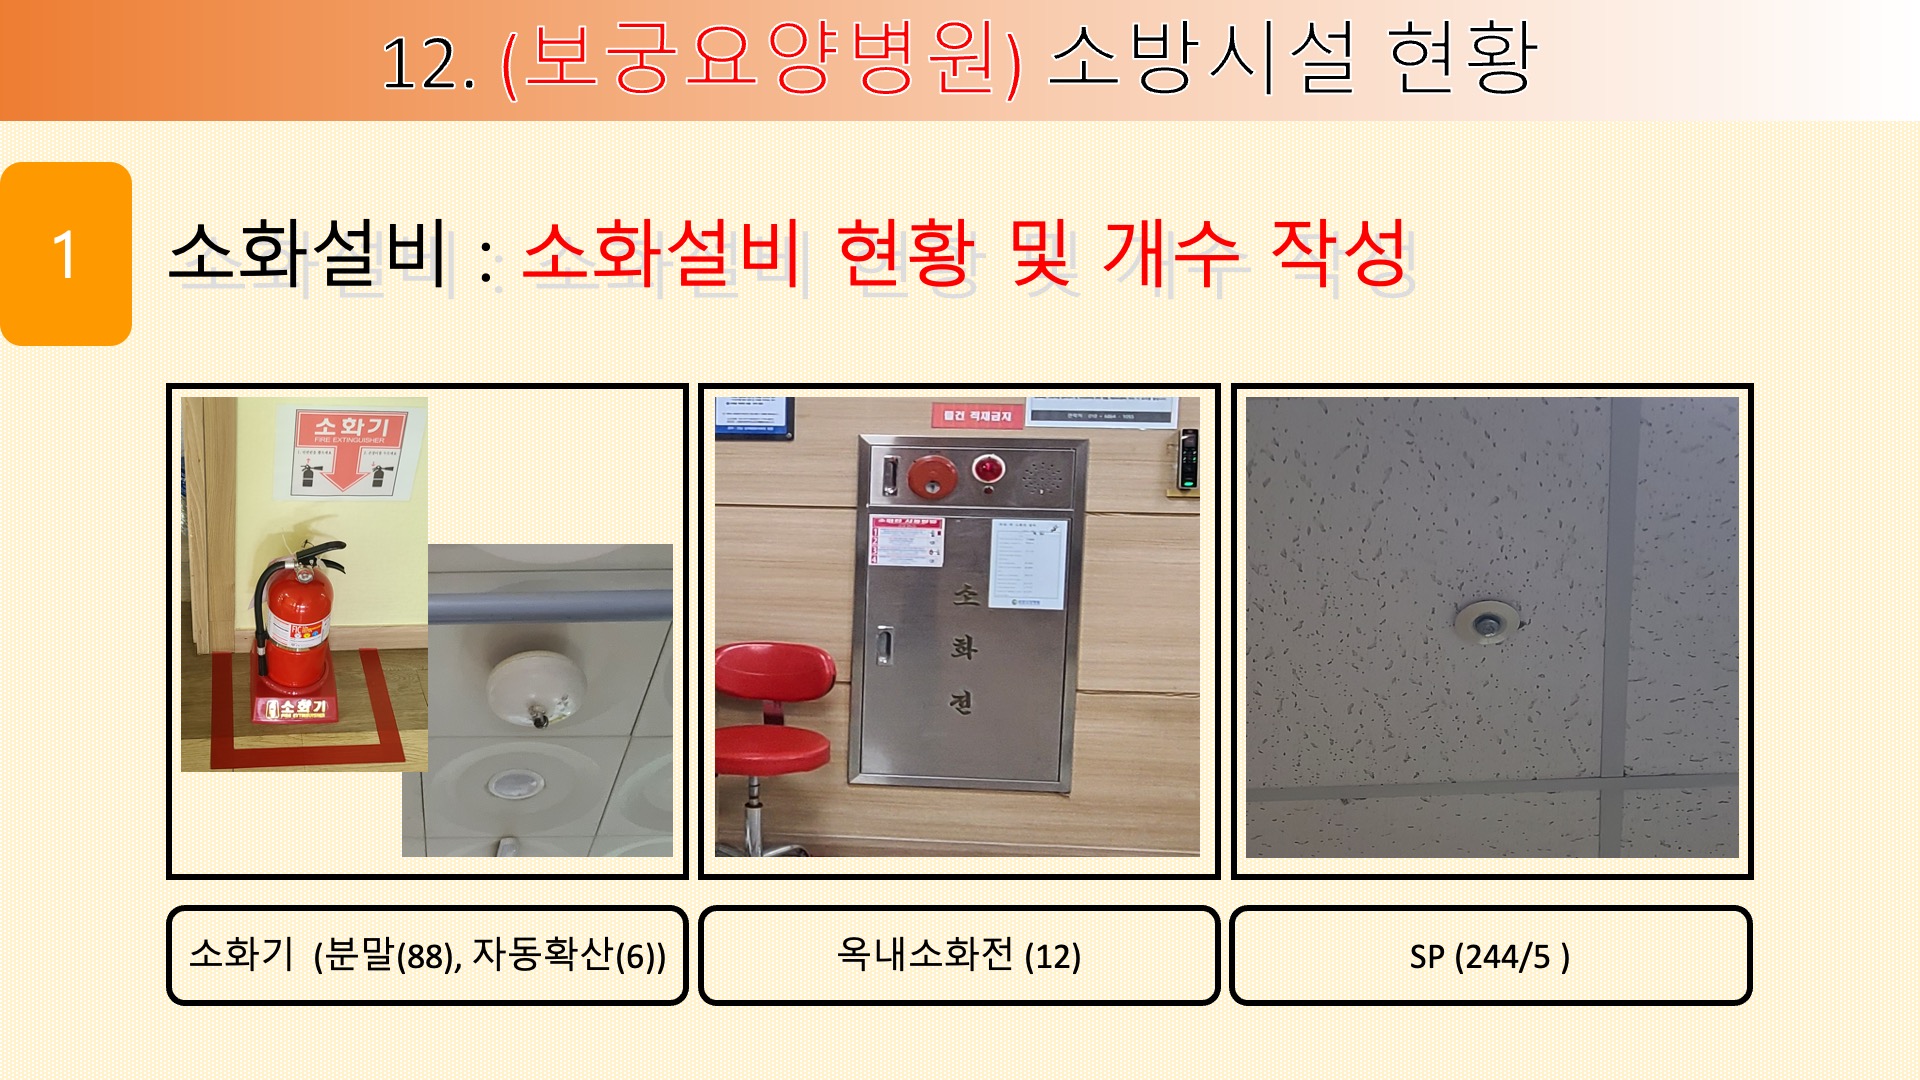 12. (보궁요양병원) 소방시설 현황
1
소화설비 : 소화설비 현황 및 개수 작성
소화기
FIRE EXTINGUISHER
소화기
물건 적재금지
소
화
전
소화기 (분말(88), 자동확산(6))
옥내소화전 (12)
SP (244/5 )